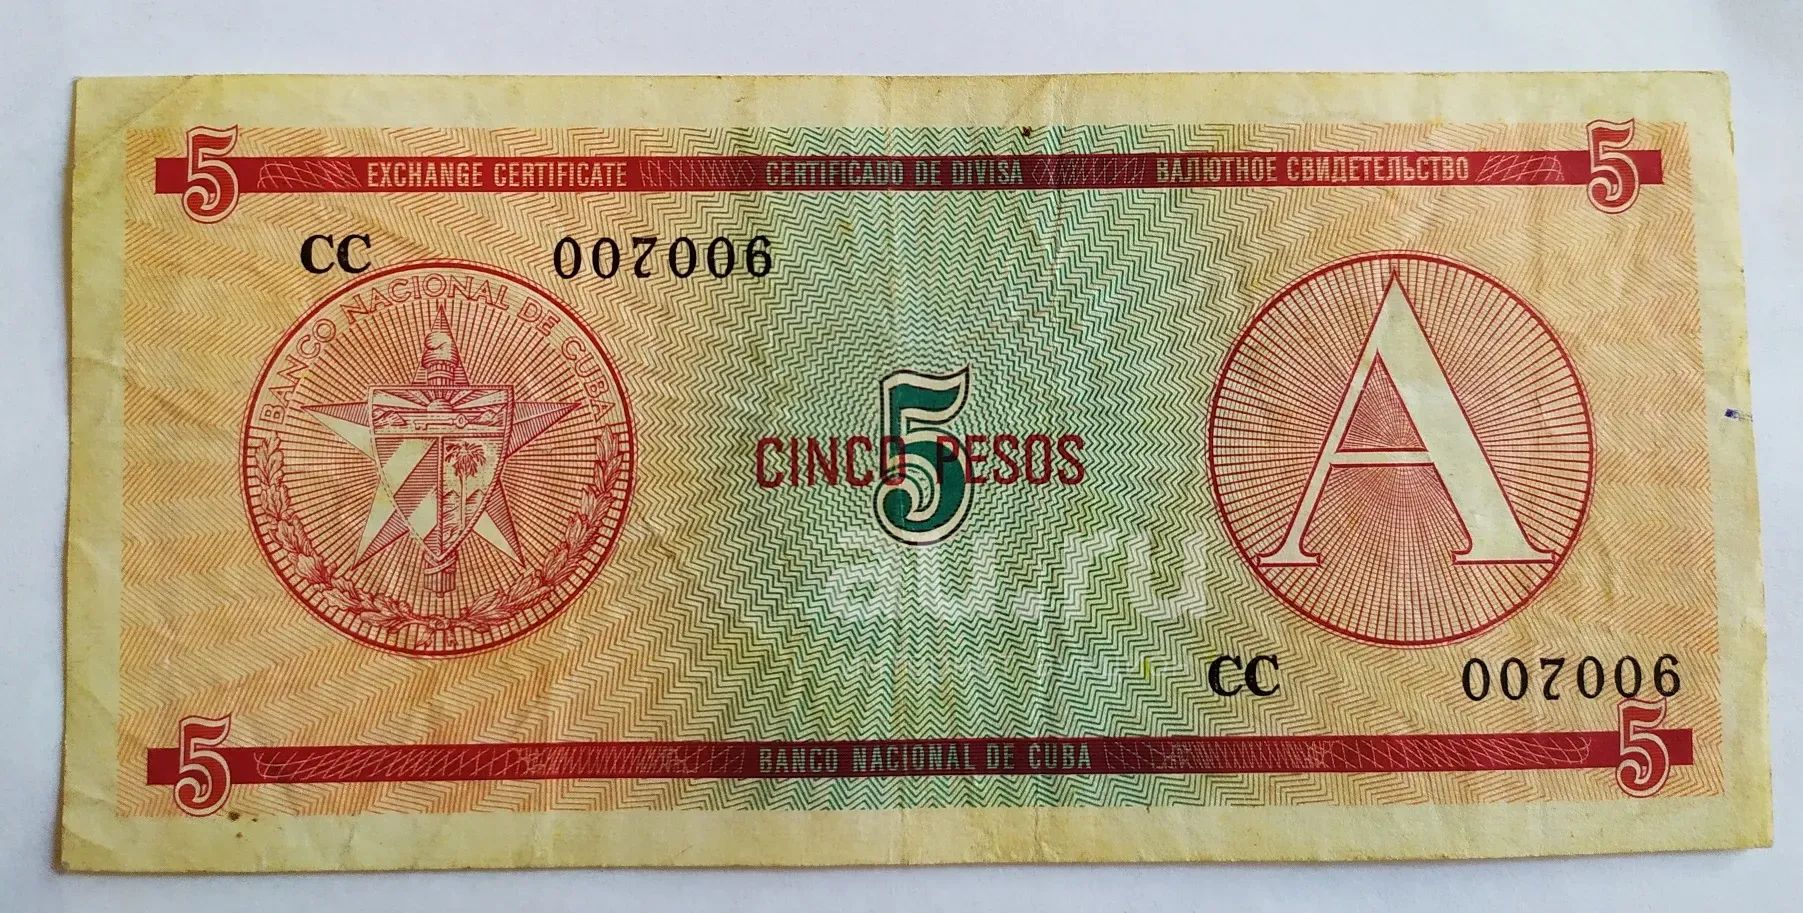 5 EXCHANGE CERTIFICATE CERTIFICADO DE DIVISA ВАЛЮТНОЕ СВИДЕТЕЛЬСТВО 5
CC 007006
BANCO NACIONAL DE CUBA
A
5
CINCO PESOS
CC 007006
5 BANCO NACIONAL DE CUBA 5